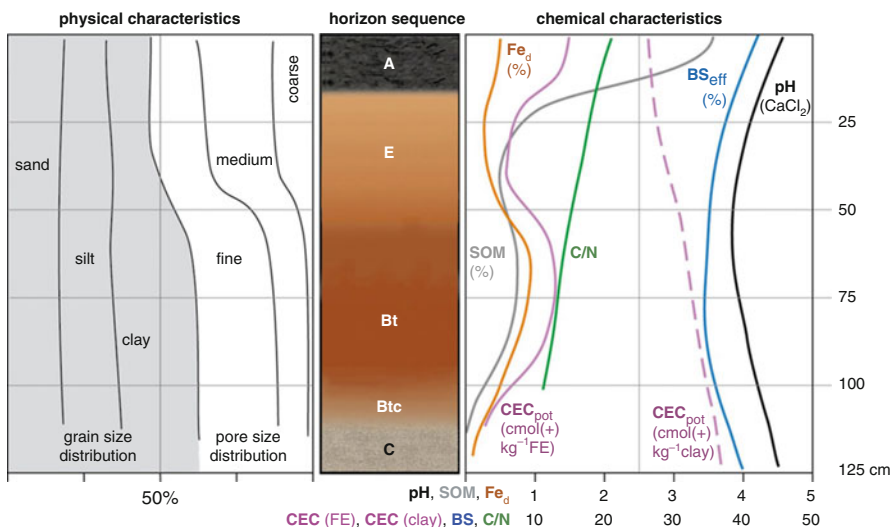 physical characteristics
horizon sequence
chemical characteristics
sand
silt
clay
fine
medium
coarse
grain size
distribution
pore size
distribution
50%
A
E
Bt
Btc
C
Fed
(%)
BSeff
(%)
pH
(CaCl2)
SOM
(%)
C/N
CECpot
(cmol(+)
kg−1FE)
CECpot
(cmol(+)
kg−1clay)
25
50
75
100
125 cm
pH, SOM, Fed 1 2 3 4 5
CEC (FE), CEC (clay), BS, C/N 10 20 30 40 50